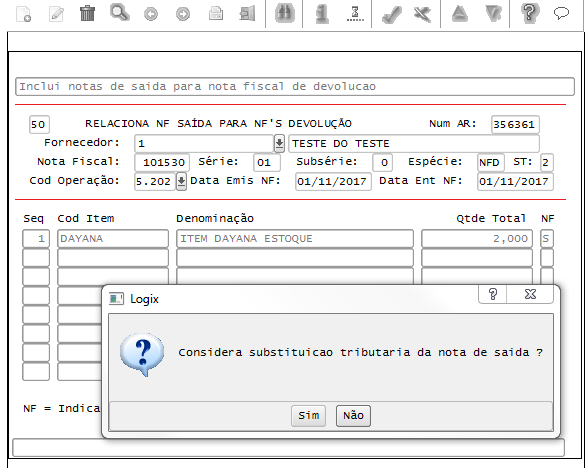 Inclui notas de saida para nota fiscal de devolucao
50 RELACIONA NF SAÍDA PARA NF'S DEVOLUÇÃO Num AR: 356361
Fornecedor: 1 TESTE DO TESTE
Nota Fiscal: 101530 Série: 01 Subsérie: 0 Espécie: NFD ST: 2
Cod Operação: 5.202 Data Emis NF: 01/11/2017 Data Ent NF: 01/11/2017
Seq Cod Item Denominação Qtde Total NF
1 DAYANA ITEM DAYANA ESTOQUE 2,000 S
Logix
Considera substituicao tributaria da nota de saida ?
Sim Não
NF = Indica